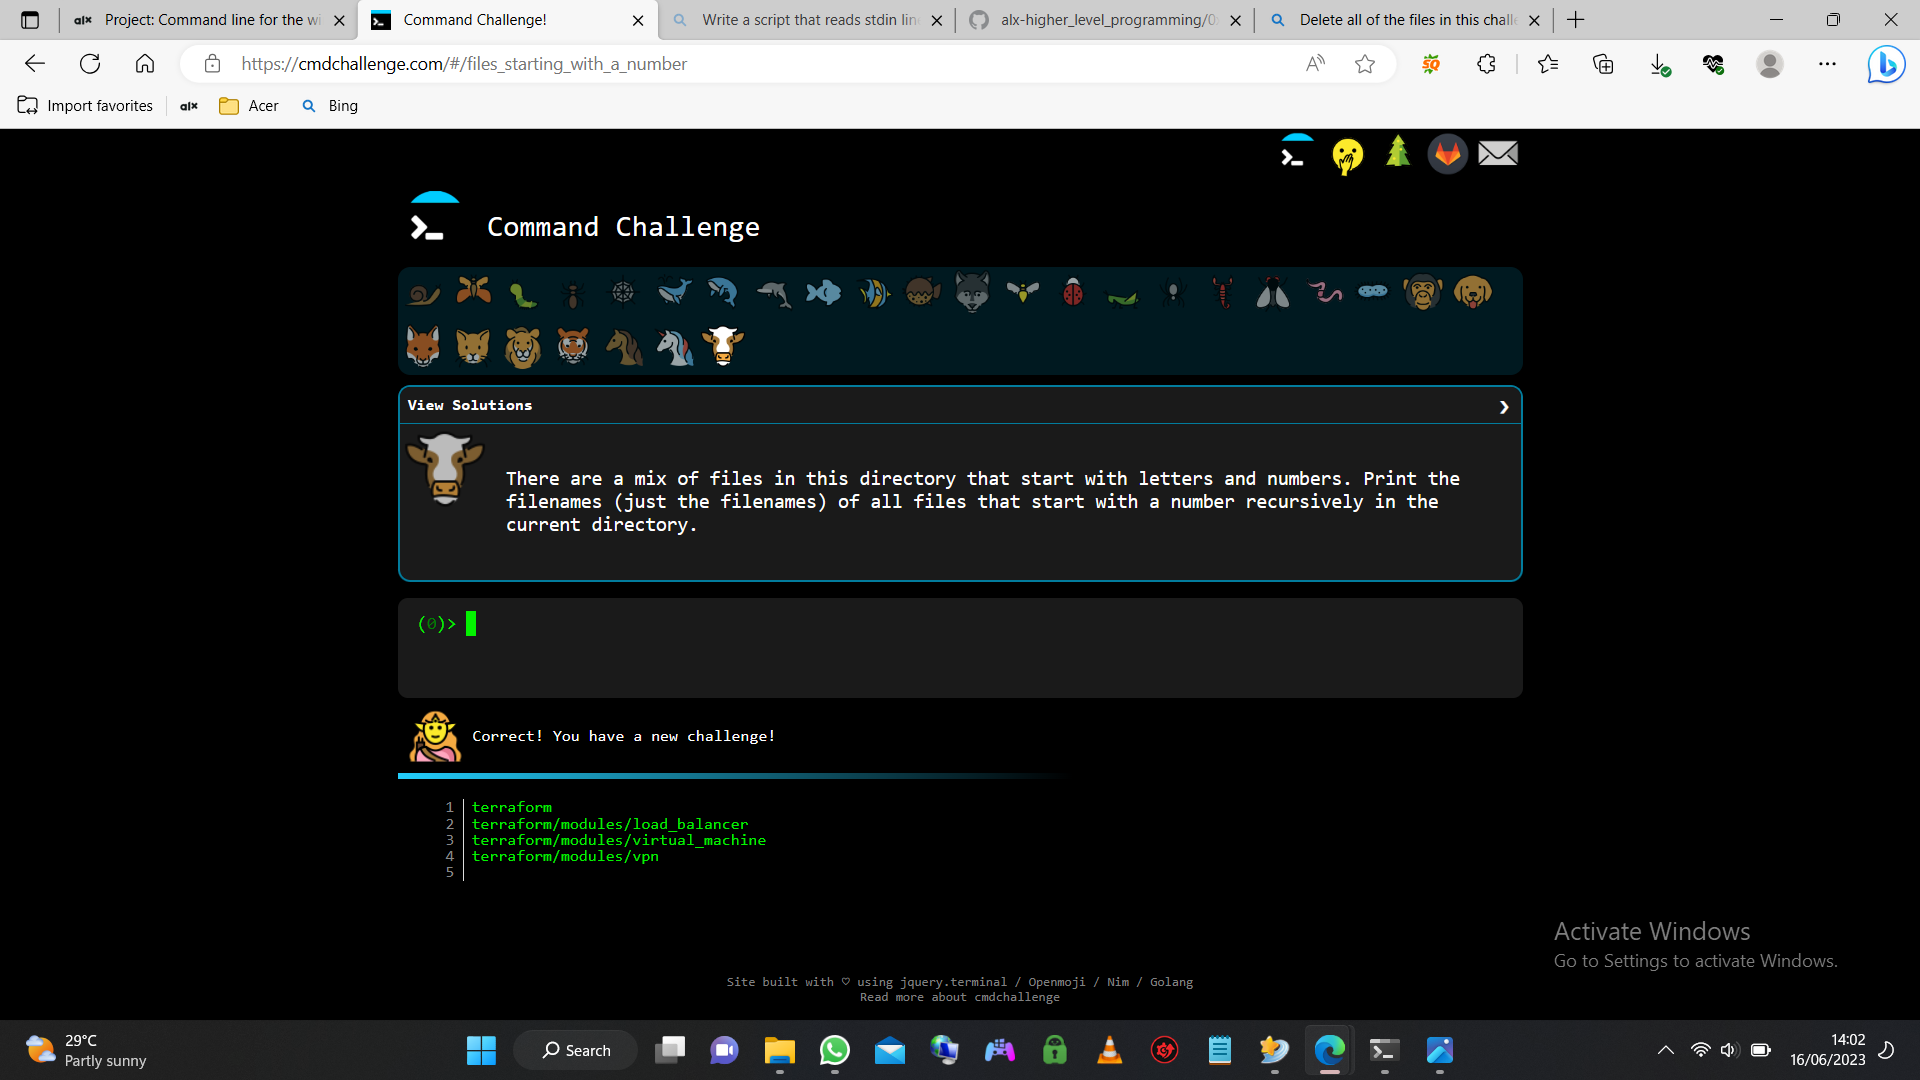 alx Project: Command line for the wi
Command Challenge!
Write a script that reads stdin lin
alx-higher_level_programming/0
Delete all of the files in this chall
https://cmdchallenge.com/#/files_starting_with_a_number
Import favorites
alx
Acer
Bing
Command Challenge
View Solutions
There are a mix of files in this directory that start with letters and numbers. Print the
filenames (just the filenames) of all files that start with a number recursively in the
current directory.
(0)>
Correct! You have a new challenge!
1 terraform
2 terraform/modules/load_balancer
3 terraform/modules/virtual_machine
4 terraform/modules/vpn
5
Activate Windows
Go to Settings to activate Windows.
Site built with ♡ using jquery.terminal / Openmoji / Nim / Golang
Read more about cmdchallenge
29°C
Partly sunny
Search
14:02
16/06/2023